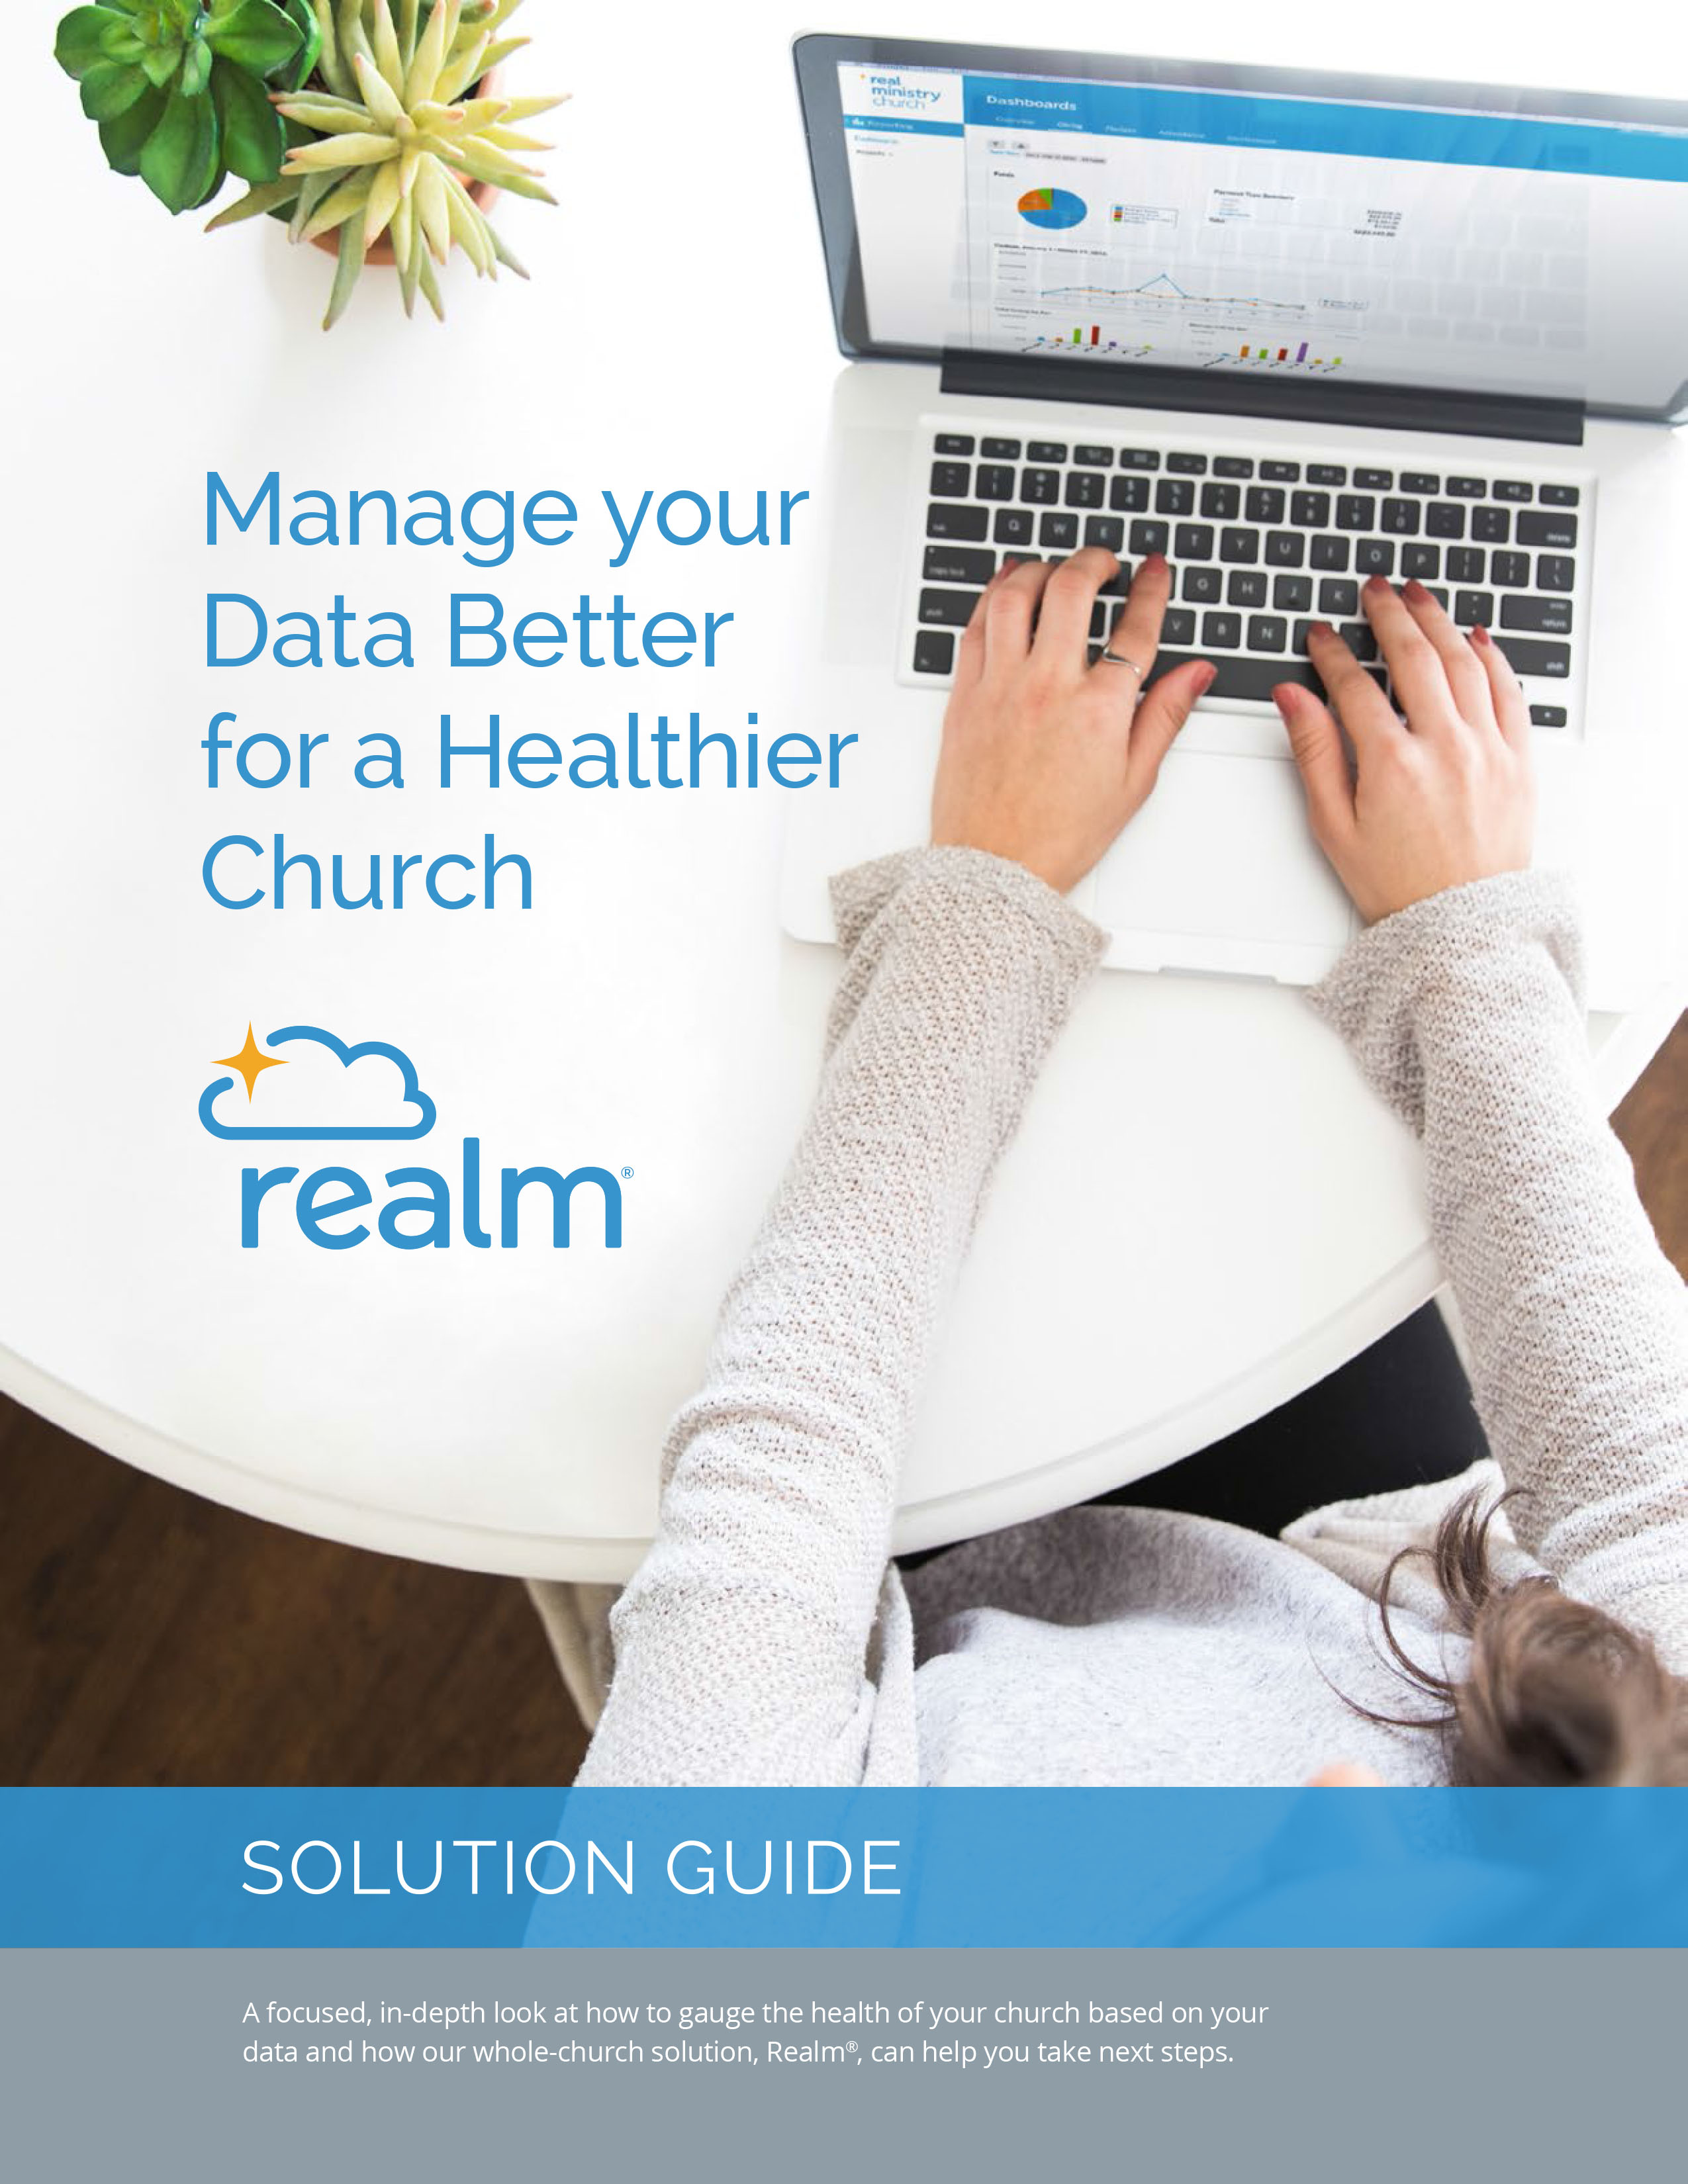 real
ministry
church
Dashboards
Manage your
Data Better
for a Healthier
Church
realm®
SOLUTION GUIDE
A focused, in-depth look at how to gauge the health of your church based on your
data and how our whole-church solution, Realm®, can help you take next steps.